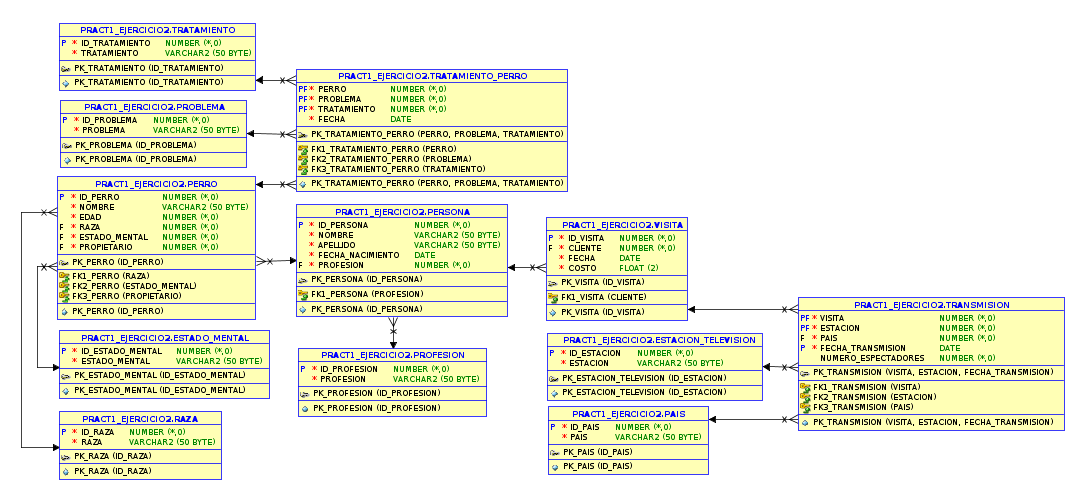 PRACT1_EJERCICIO2.TRATAMIENTO
P * ID_TRATAMIENTO NUMBER (*,0)
* TRATAMIENTO VARCHAR2 (50 BYTE)
PK_TRATAMIENTO (ID_TRATAMIENTO)
PK_TRATAMIENTO (ID_TRATAMIENTO)
PRACT1_EJERCICIO2.TRATAMIENTO_PERRO
PF * PERRO NUMBER (*,0)
PF * PROBLEMA NUMBER (*,0)
PF * TRATAMIENTO NUMBER (*,0)
* FECHA DATE
PK_TRATAMIENTO_PERRO (PERRO, PROBLEMA, TRATAMIENTO)
FK1_TRATAMIENTO_PERRO (PERRO)
FK2_TRATAMIENTO_PERRO (PROBLEMA)
FK3_TRATAMIENTO_PERRO (TRATAMIENTO)
PK_TRATAMIENTO_PERRO (PERRO, PROBLEMA, TRATAMIENTO)
PRACT1_EJERCICIO2.PROBLEMA
P * ID_PROBLEMA NUMBER (*,0)
* PROBLEMA VARCHAR2 (50 BYTE)
PK_PROBLEMA (ID_PROBLEMA)
PK_PROBLEMA (ID_PROBLEMA)
PRACT1_EJERCICIO2.PERRO
P * ID_PERRO NUMBER (*,0)
* NOMBRE VARCHAR2 (50 BYTE)
* EDAD NUMBER (*,0)
F * RAZA NUMBER (*,0)
F * ESTADO_MENTAL NUMBER (*,0)
F * PROPIETARIO NUMBER (*,0)
PK_PERRO (ID_PERRO)
FK1_PERRO (RAZA)
FK2_PERRO (ESTADO_MENTAL)
FK3_PERRO (PROPIETARIO)
PK_PERRO (ID_PERRO)
PRACT1_EJERCICIO2.PERSONA
P * ID_PERSONA NUMBER (*,0)
* NOMBRE VARCHAR2 (50 BYTE)
* APELLIDO VARCHAR2 (50 BYTE)
* FECHA_NACIMIENTO DATE
F * PROFESION NUMBER (*,0)
PK_PERSONA (ID_PERSONA)
FK1_PERSONA (PROFESION)
PK_PERSONA (ID_PERSONA)
PRACT1_EJERCICIO2.VISITA
P * ID_VISITA NUMBER (*,0)
F * CLIENTE NUMBER (*,0)
* FECHA DATE
* COSTO FLOAT (2)
PK_VISITA (ID_VISITA)
FK1_VISITA (CLIENTE)
PK_VISITA (ID_VISITA)
PRACT1_EJERCICIO2.TRANSMISION
PF * VISITA NUMBER (*,0)
PF * ESTACION NUMBER (*,0)
F * PAIS NUMBER (*,0)
P * FECHA_TRANSMISION DATE
NUMERO_ESPECTADORES NUMBER (*,0)
PK_TRANSMISION (VISITA, ESTACION, FECHA_TRANSMISION)
FK1_TRANSMISION (VISITA)
FK2_TRANSMISION (ESTACION)
FK3_TRANSMISION (PAIS)
PK_TRANSMISION (VISITA, ESTACION, FECHA_TRANSMISION)
PRACT1_EJERCICIO2.ESTADO_MENTAL
P * ID_ESTADO_MENTAL NUMBER (*,0)
* ESTADO_MENTAL VARCHAR2 (50 BYTE)
PK_ESTADO_MENTAL (ID_ESTADO_MENTAL)
PK_ESTADO_MENTAL (ID_ESTADO_MENTAL)
PRACT1_EJERCICIO2.PROFESION
P * ID_PROFESION NUMBER (*,0)
* PROFESION VARCHAR2 (50 BYTE)
PK_PROFESION (ID_PROFESION)
PK_PROFESION (ID_PROFESION)
PRACT1_EJERCICIO2.ESTACION_TELEVISION
P * ID_ESTACION NUMBER (*,0)
* ESTACION VARCHAR2 (50 BYTE)
PK_ESTACION_TELEVISION (ID_ESTACION)
PK_ESTACION_TELEVISION (ID_ESTACION)
PRACT1_EJERCICIO2.RAZA
P * ID_RAZA NUMBER (*,0)
* RAZA VARCHAR2 (50 BYTE)
PK_RAZA (ID_RAZA)
PK_RAZA (ID_RAZA)
PRACT1_EJERCICIO2.PAIS
P * ID_PAIS NUMBER (*,0)
* PAIS VARCHAR2 (50 BYTE)
PK_PAIS (ID_PAIS)
PK_PAIS (ID_PAIS)